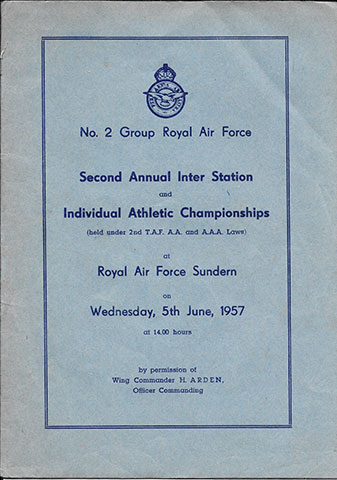 No. 2 Group Royal Air Force
Second Annual Inter Station
and
Individual Athletic Championships
(held under 2nd T.A.F. A.A. and A.A.A. Laws)
at
Royal Air Force Sundern
on
Wednesday, 5th June, 1957
at 14.00 hours
by permission of
Wing Commander H. ARDEN,
Officer Commanding